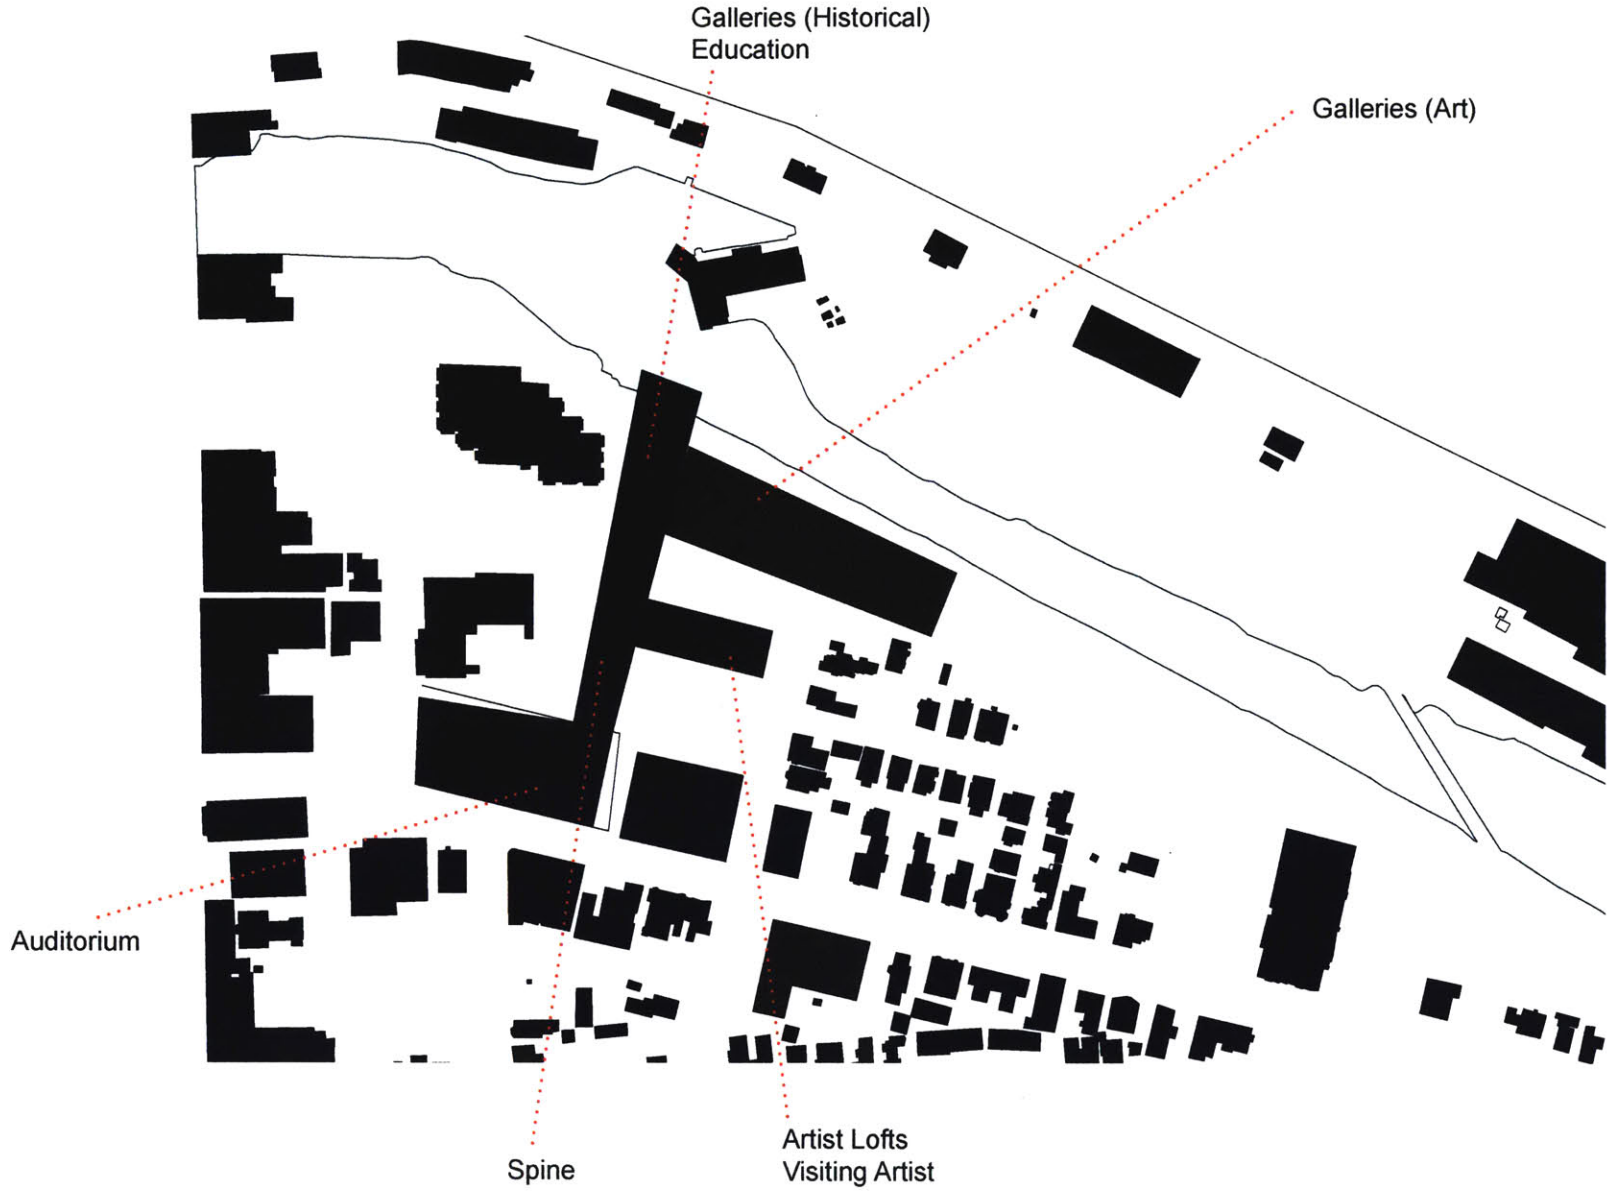 Galleries (Historical)
Education
Galleries (Art)
Auditorium
Artist Lofts
Visiting Artist
Spine